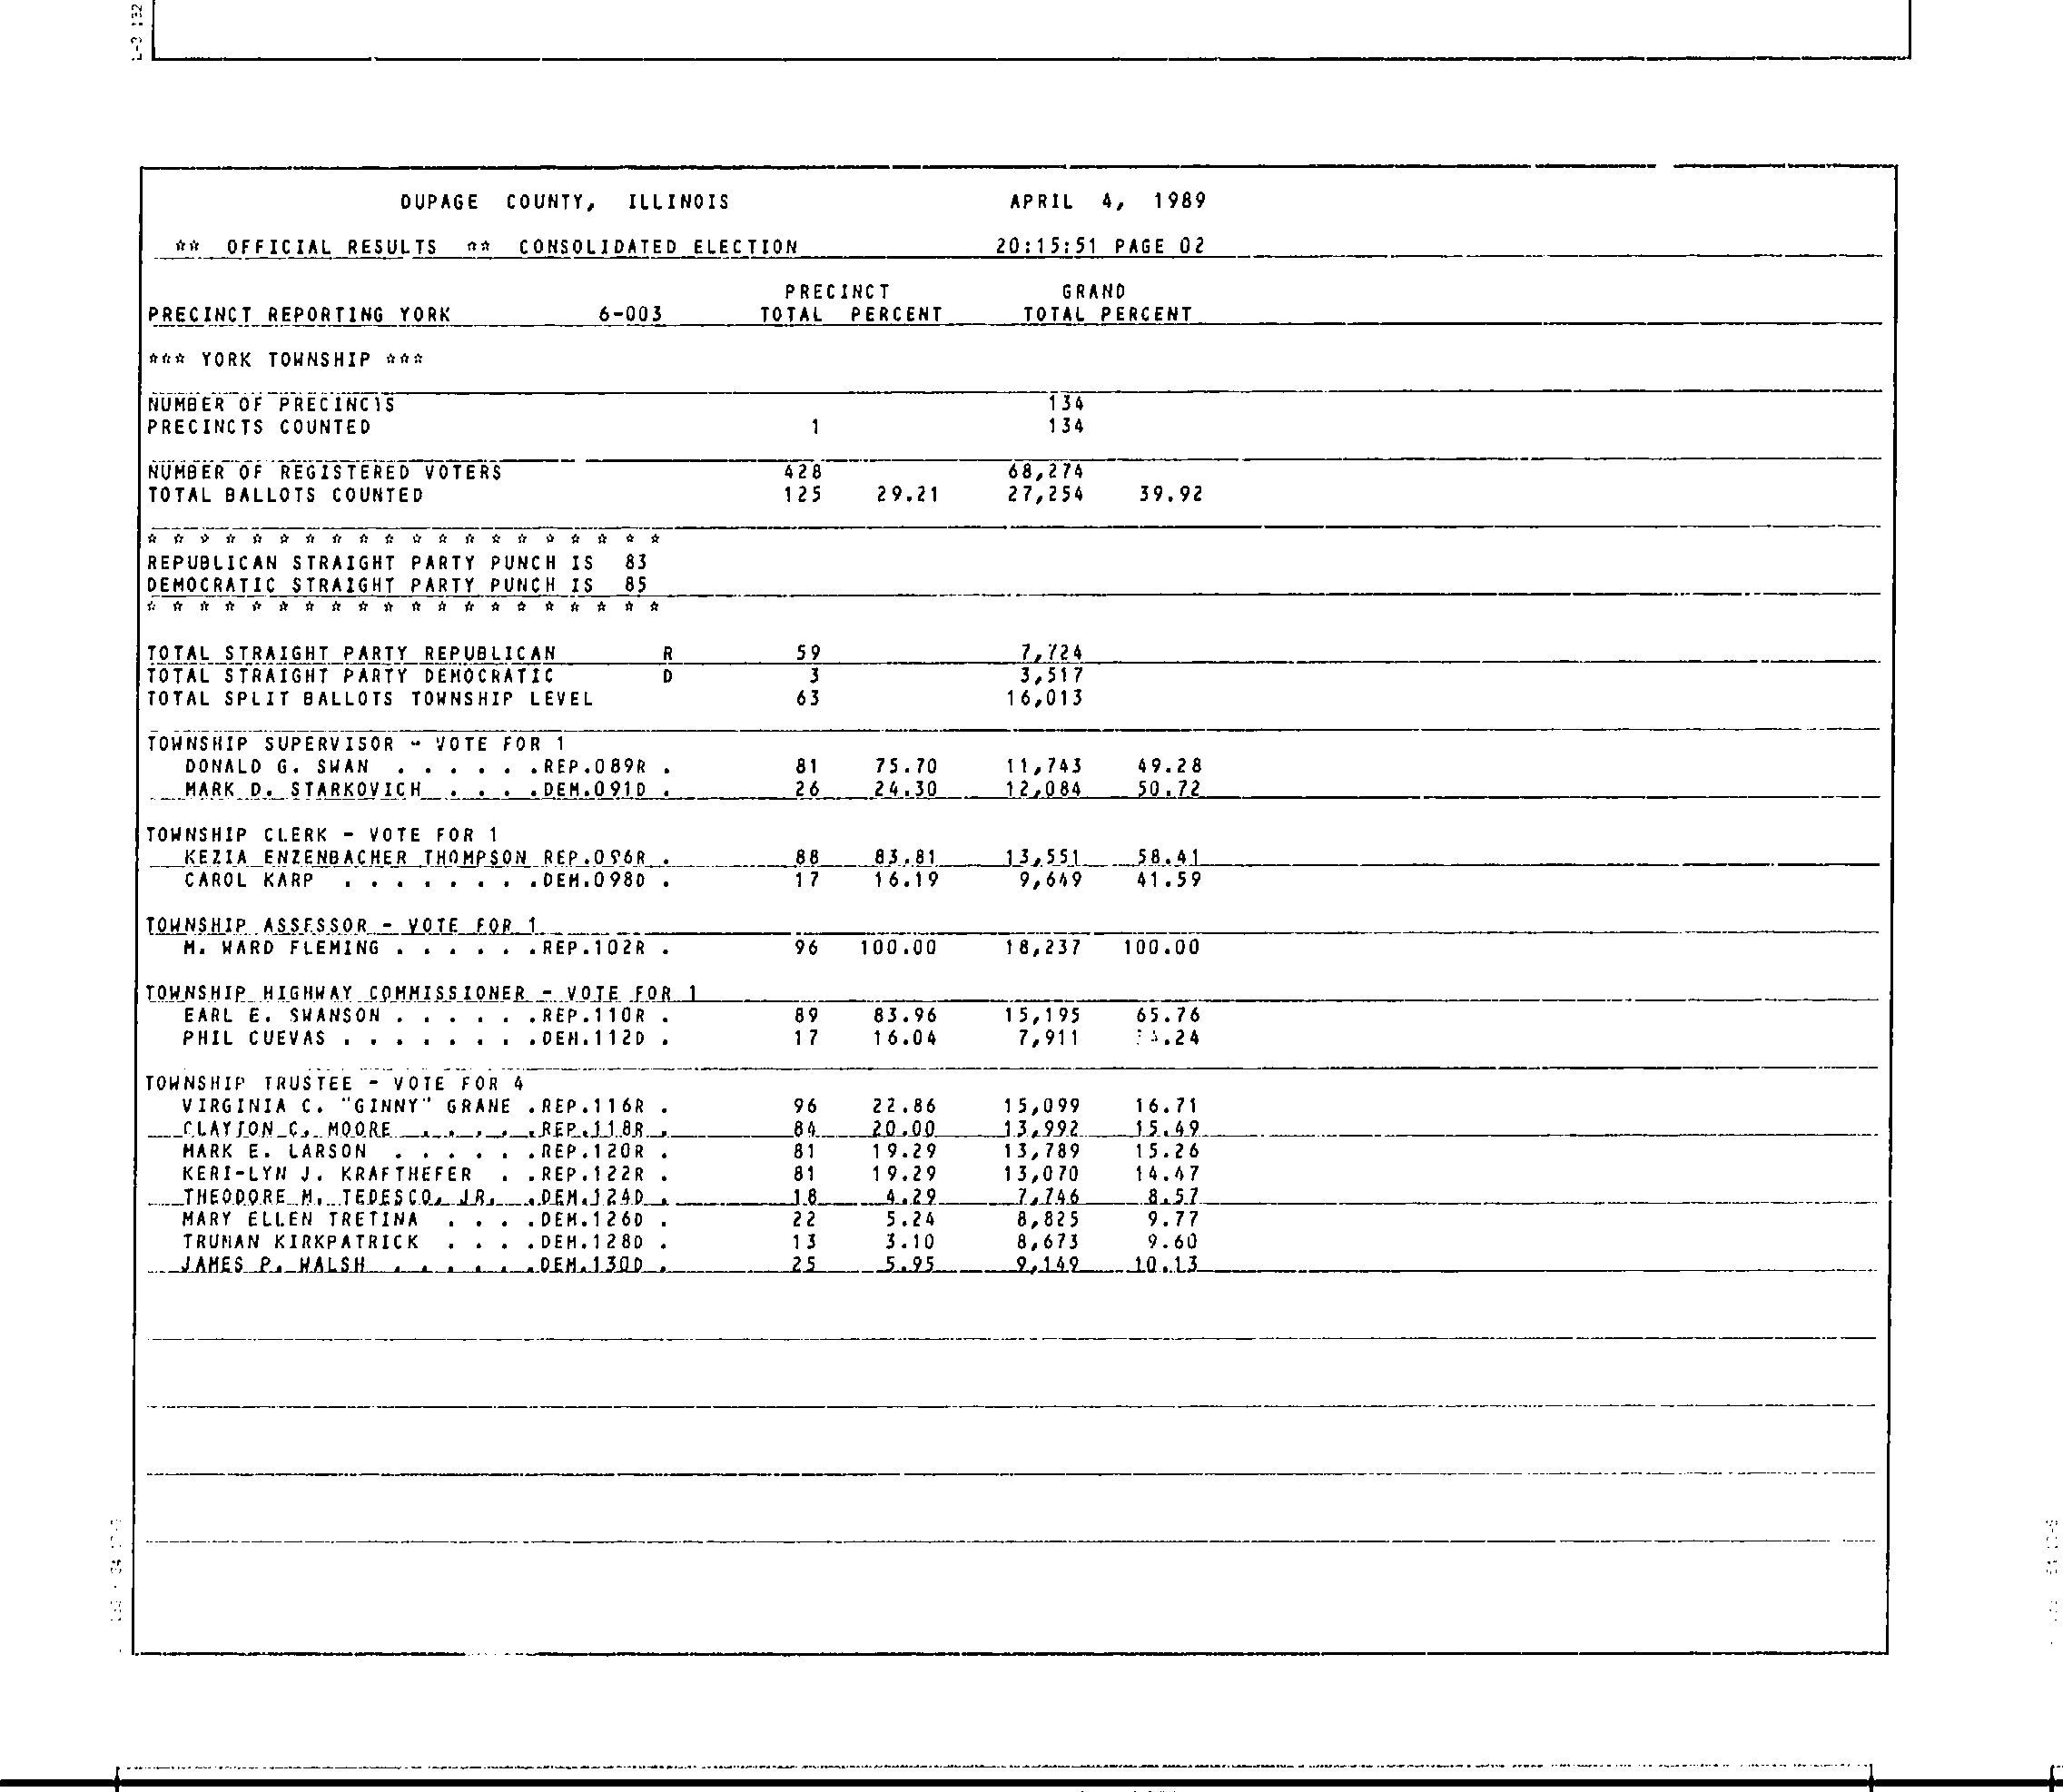 DUPAGE COUNTY, ILLINOIS APRIL 4, 1989
** OFFICIAL RESULTS ** CONSOLIDATED ELECTION 20:15:51 PAGE 02
PRECINCT GRAND
PRECINCT REPORTING YORK 6-003 TOTAL PERCENT TOTAL PERCENT
*** YORK TOWNSHIP ***
NUMBER OF PRECINCTS 134
PRECINCTS COUNTED 1 134
NUMBER OF REGISTERED VOTERS 428 68,274
TOTAL BALLOTS COUNTED 125 29.21 27,254 39.92
* * * * * * * * * * * * * * * * * * * *
REPUBLICAN STRAIGHT PARTY PUNCH IS 83
DEMOCRATIC STRAIGHT PARTY PUNCH IS 85
* * * * * * * * * * * * * * * * * * * *
TOTAL STRAIGHT PARTY REPUBLICAN R 59 7,724
TOTAL STRAIGHT PARTY DEMOCRATIC D 3 3,517
TOTAL SPLIT BALLOTS TOWNSHIP LEVEL 63 16,013
TOWNSHIP SUPERVISOR - VOTE FOR 1
DONALD G. SWAN . . . . . .REP.089R . 81 75.70 11,743 49.28
MARK D. STARKOVICH . . . .DEM.091D . 26 24.30 12,084 50.72
TOWNSHIP CLERK - VOTE FOR 1
KEZIA ENZENBACHER THOMPSON REP.096R . 88 83.81 13,551 58.41
CAROL KARP . . . . . . . .DEM.098D . 17 16.19 9,649 41.59
TOWNSHIP ASSESSOR - VOTE FOR 1
M. WARD FLEMING . . . . . .REP.102R . 96 100.00 18,237 100.00
TOWNSHIP HIGHWAY COMMISSIONER - VOTE FOR 1
EARL E. SWANSON . . . . . .REP.110R . 89 83.96 15,195 65.76
PHIL CUEVAS . . . . . . . .DEM.112D . 17 16.04 7,911
TOWNSHIP TRUSTEE - VOTE FOR 4
VIRGINIA C. "GINNY" GRANE .REP.116R . 96 22.86 15,099 16.71
CLAYTON C. MOORE . . . . .REP.118R . 84 20.00 13,992 15.49
MARK E. LARSON . . . . . .REP.120R . 81 19.29 13,789 15.26
KERI-LYN J. KRAFTHEFER . .REP.122R . 81 19.29 13,070 14.47
THEODORE M. TEDESCO, JR. .DEM.124D . 18 4.29 7,746 8.57
MARY ELLEN TRETINA . . . .DEM.126D . 22 5.24 8,825 9.77
TRUMAN KIRKPATRICK . . . .DEM.128D . 13 3.10 8,673 9.60
JAMES P. WALSH . . . . . .DEM.130D . 25 5.95 9,149 10.13